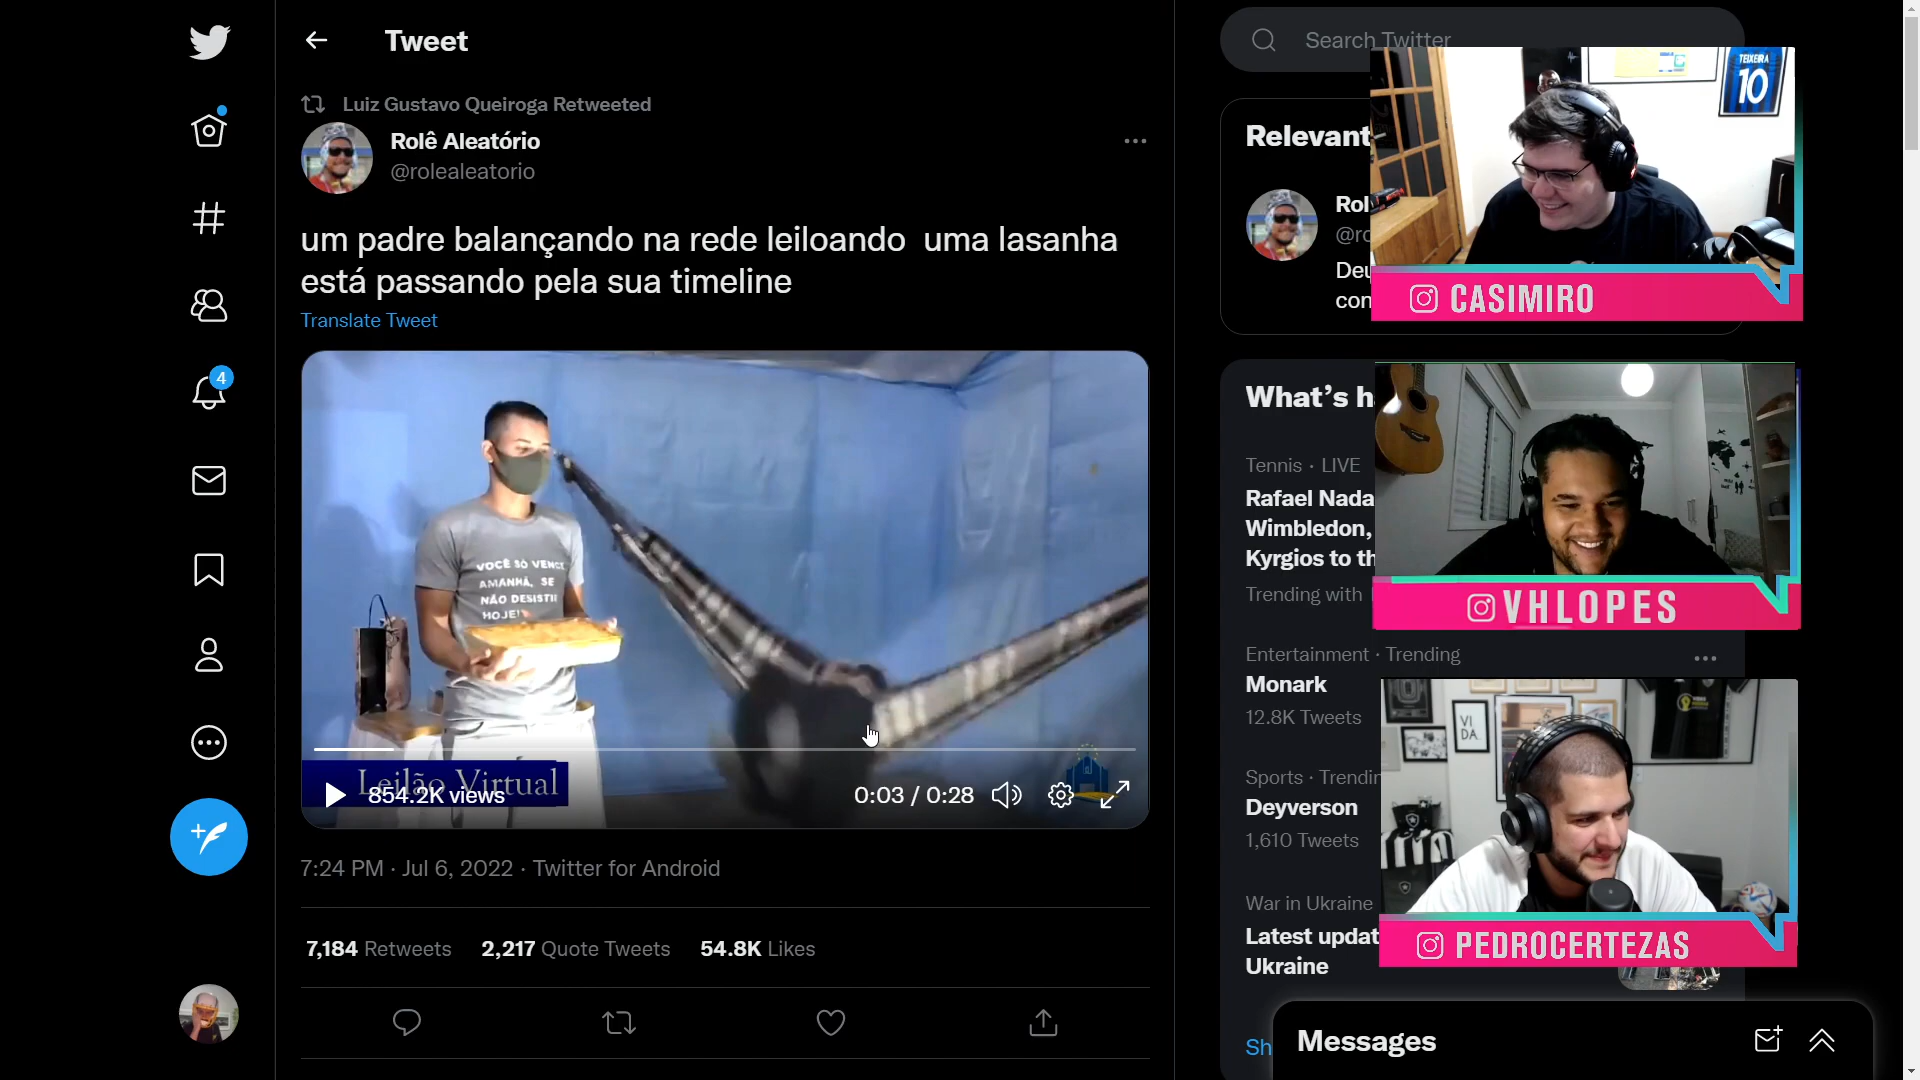 Tweet
Luiz Gustavo Queiroga Retweeted
Rolê Aleatório
@rolealeatorio
um padre balançando na rede leiloando uma lasanha
está passando pela sua timeline
Translate Tweet
VOCÊ SÓ VENCE
AMANHÃ, SE
NÃO DESISTIR
HOJE!
Leilão Virtual
854.2K views
0:03 / 0:28
7:24 PM · Jul 6, 2022 · Twitter for Android
7,184 Retweets 2,217 Quote Tweets 54.8K Likes
4
Search Twitter
Relevant
Rol
@ro
Deu
con
What's h
Tennis · LIVE
Rafael Nada
Wimbledon,
Kyrgios to th
Trending with
Entertainment · Trending
Monark
12.8K Tweets
Sports · Trendin
Deyverson
1,610 Tweets
War in Ukraine
Latest updat
Ukraine
Sh
Messages
TEIXEIRA
10
CASIMIRO
VHLOPES
VI
DA
PEDROCERTEZAS